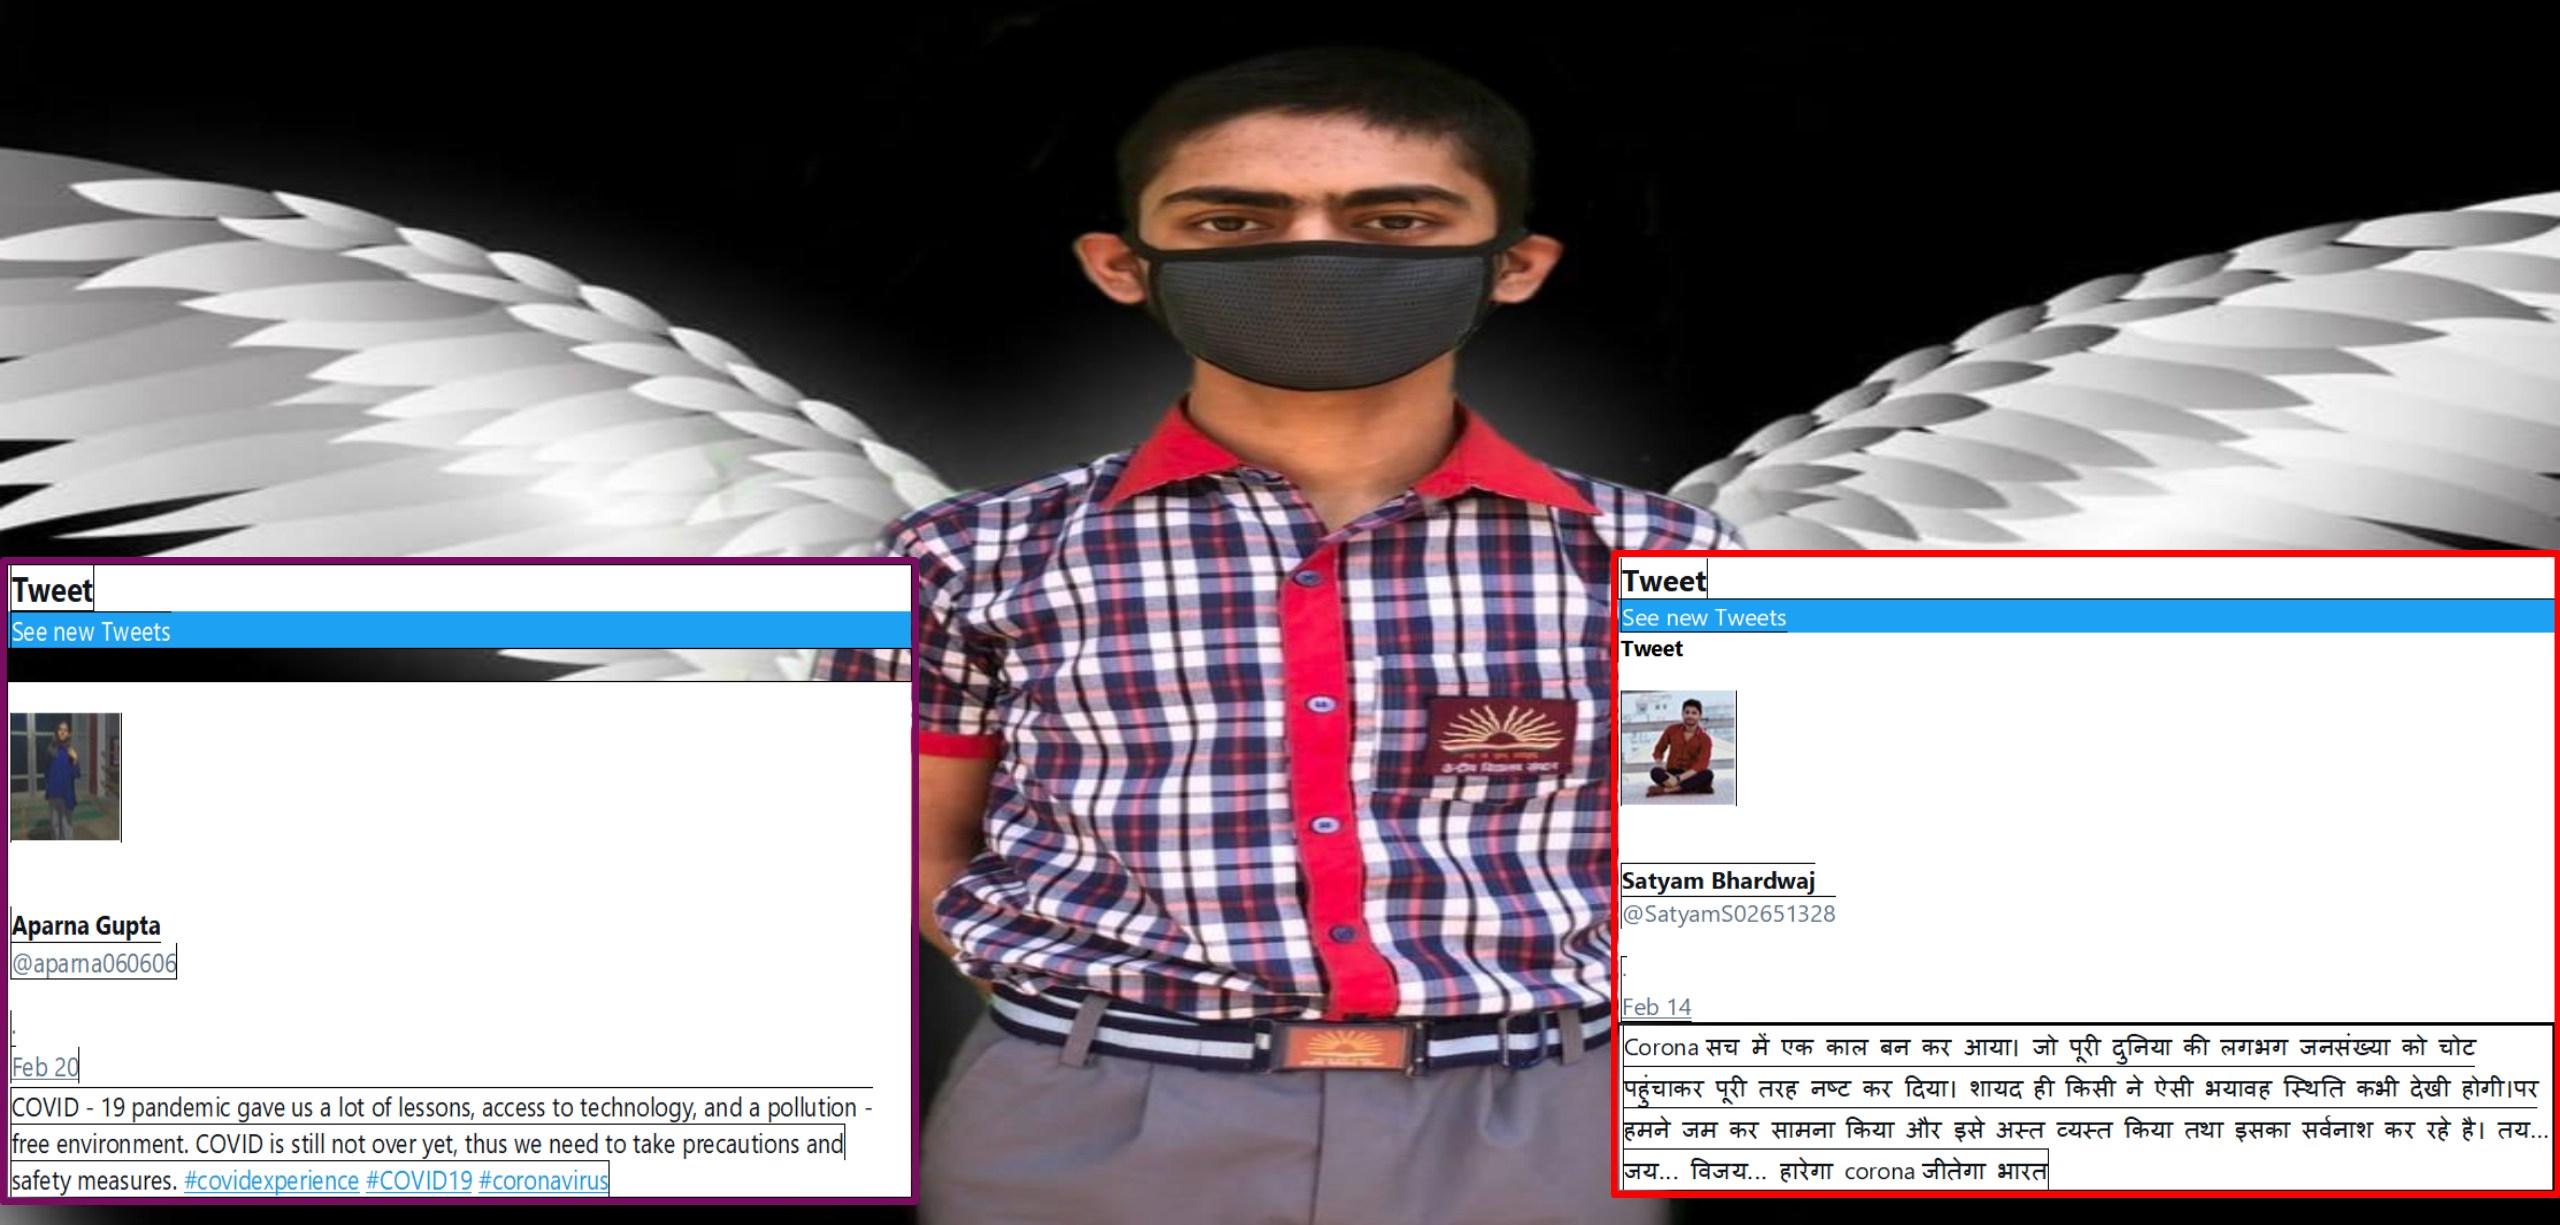 Tweet
See new Tweets
Aparna Gupta
@aparna060606
.
Feb 20
COVID - 19 pandemic gave us a lot of lessons, access to technology, and a pollution -
free environment. COVID is still not over yet, thus we need to take precautions and
safety measures. #covidexperience #COVID19 #coronavirus
केन्द्रीय विद्यालय संगठन
Tweet
See new Tweets
Tweet
Satyam Bhardwaj
@SatyamS02651328
.
Feb 14
Corona सच में एक काल बन कर आया। जो पूरी दुनिया की लगभग जनसंख्या को चोट
पहुंचाकर पूरी तरह नष्ट कर दिया। शायद ही किसी ने ऐसी भयावह स्थिति कभी देखी होगी।पर
हमने जम कर सामना किया और इसे अस्त व्यस्त किया तथा इसका सर्वनाश कर रहे है। तय...
जय... विजय... हारेगा corona जीतेगा भारत